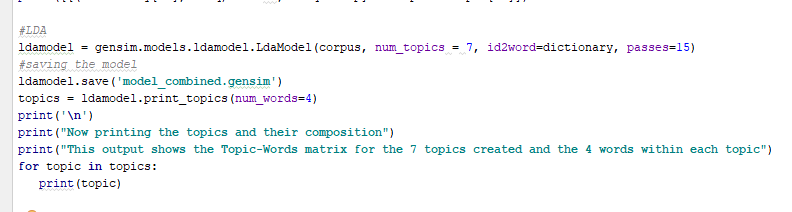 #LDA
ldamodel = gensim.models.ldamodel.LdaModel(corpus, num_topics = 7, id2word=dictionary, passes=15)
#saving the model
ldamodel.save('model_combined.gensim')
topics = ldamodel.print_topics(num_words=4)
print('\n')
print("Now printing the topics and their composition")
print("This output shows the Topic-Words matrix for the 7 topics created and the 4 words within each topic")
for topic in topics:
   print(topic)